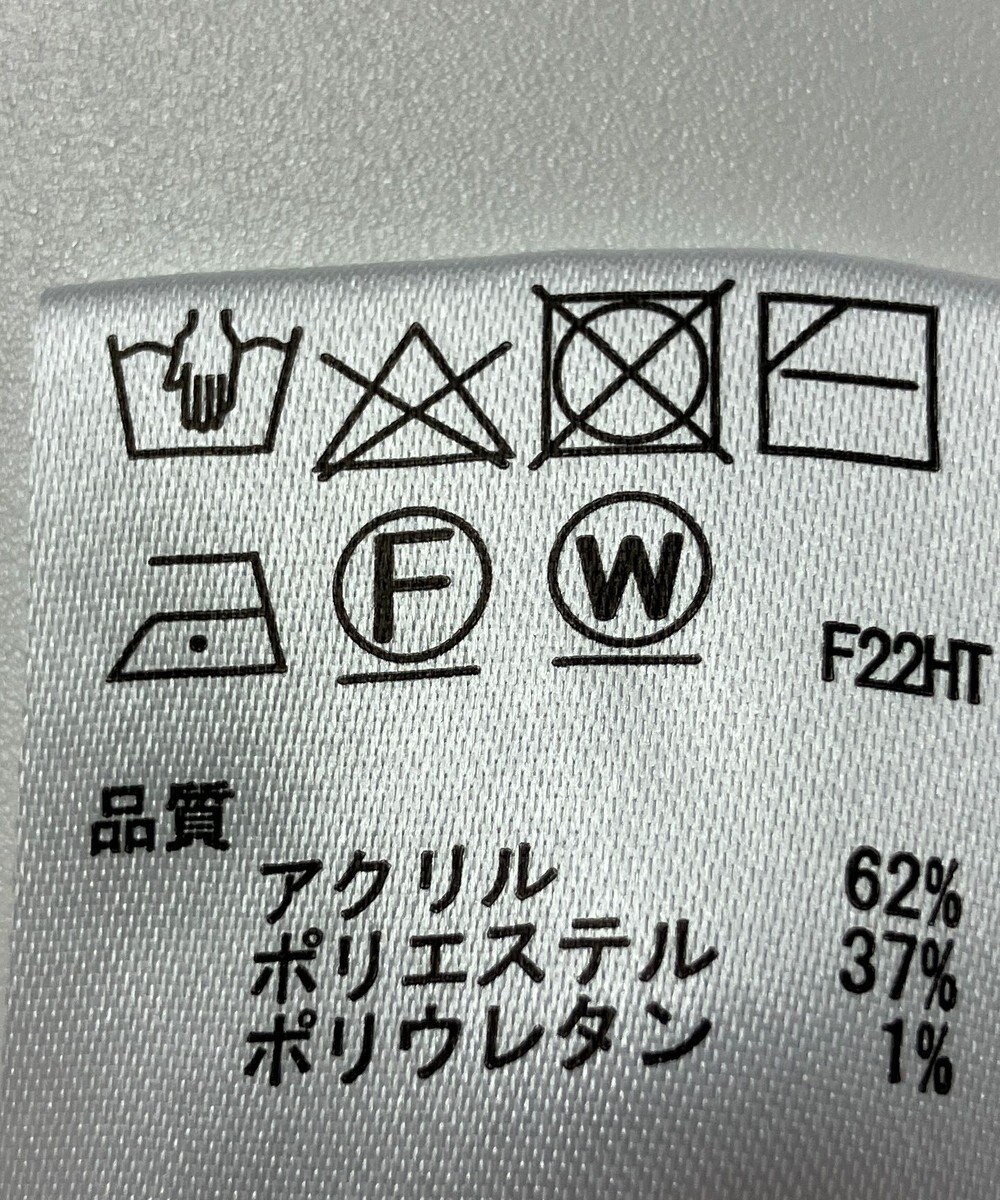 F W F22HT
品質
アクリル 62%
ポリエステル 37%
ポリウレタン 1%